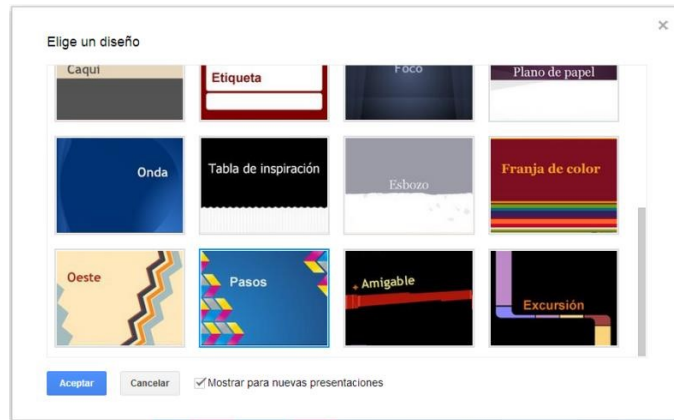 Elige un diseño
Caqui
Etiqueta
Foco
Plano de papel
Onda
Tabla de inspiración
Esbozo
Franja de color
Oeste
Pasos
Amigable
Excursión
Aceptar
Cancelar
Mostrar para nuevas presentaciones